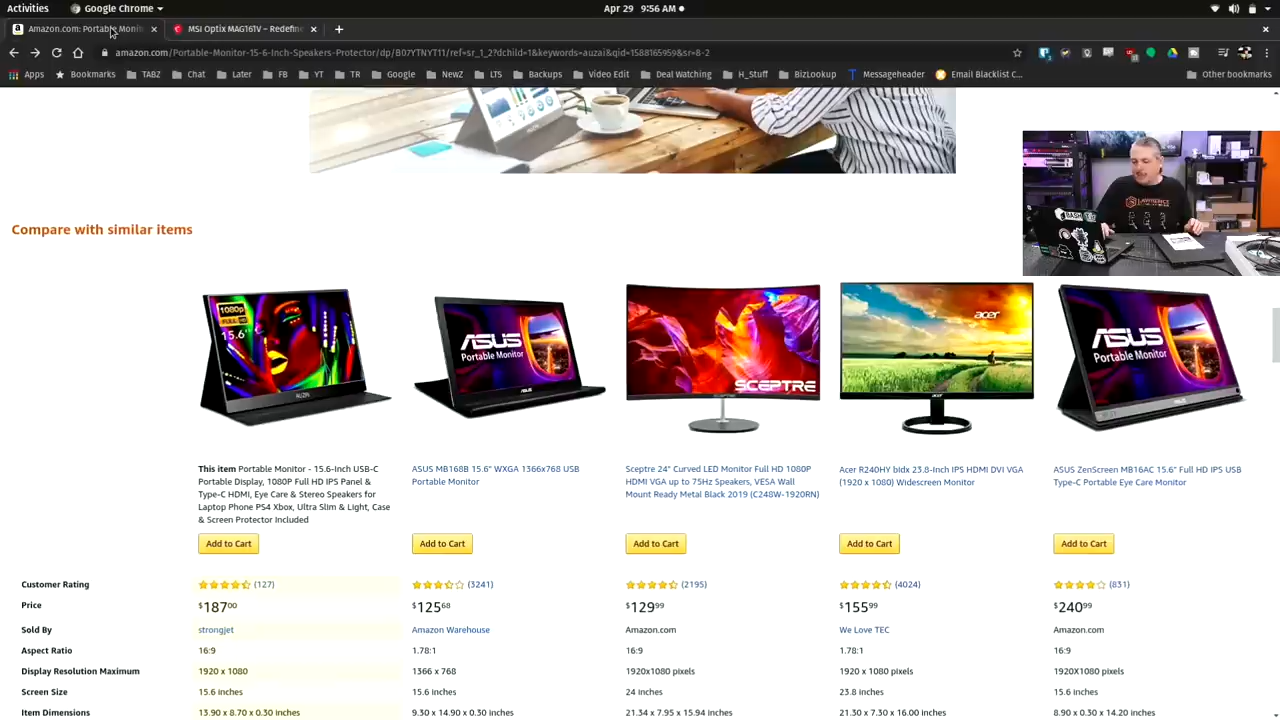 Activities Google Chrome Apr 29 9:56 AM
Amazon.com: Portable Monit MSI Optix MAG161V – Redefin
amazon.com/Portable-Monitor-15-6-Inch-Speakers-Protector/dp/B07YTNYT11/ref=sr_1_2?dchild=1&keywords=auzai&qid=1588165959&sr=8-2
Apps Bookmarks TABZ Chat Later FB YT TR Google NewZ LTS Backups Video Edit Deal Watching H_Stuff BizLookup Messageheader Email Blacklist C... Other bookmarks
Compare with similar items
1080p
FULL HD
15.6"
AUZAI
ASUS
Portable Monitor
ASUS
SCEPTRE
acer
acer
ASUS
Portable Monitor
This item Portable Monitor - 15.6-Inch USB-C
Portable Display, 1080P Full HD IPS Panel &
Type-C HDMI, Eye Care & Stereo Speakers for
Laptop Phone PS4 Xbox, Ultra Slim & Light, Case
& Screen Protector Included
ASUS MB168B 15.6" WXGA 1366x768 USB
Portable Monitor
Sceptre 24" Curved LED Monitor Full HD 1080P
HDMI VGA up to 75Hz Speakers, VESA Wall
Mount Ready Metal Black 2019 (C248W-1920RN)
Acer R240HY bidx 23.8-Inch IPS HDMI DVI VGA
(1920 x 1080) Widescreen Monitor
ASUS ZenScreen MB16AC 15.6" Full HD IPS USB
Type-C Portable Eye Care Monitor
Add to Cart Add to Cart Add to Cart Add to Cart Add to Cart
Customer Rating (127) (3241) (2195) (4024) (831)
Price $18700 $12568 $12999 $15599 $24099
Sold By strongjet Amazon Warehouse Amazon.com We Love TEC Amazon.com
Aspect Ratio 16:9 1.78:1 16:9 1.78:1 16:9
Display Resolution Maximum 1920 x 1080 1366 x 768 1920x1080 pixels 1920 x 1080 pixels 1920X1080 pixels
Screen Size 15.6 inches 15.6 inches 24 inches 23.8 inches 15.6 inches
Item Dimensions 13.90 x 8.70 x 0.30 inches 9.30 x 14.90 x 0.30 inches 21.34 x 7.95 x 15.94 inches 21.30 x 7.30 x 16.00 inches 8.90 x 0.30 x 14.20 inches